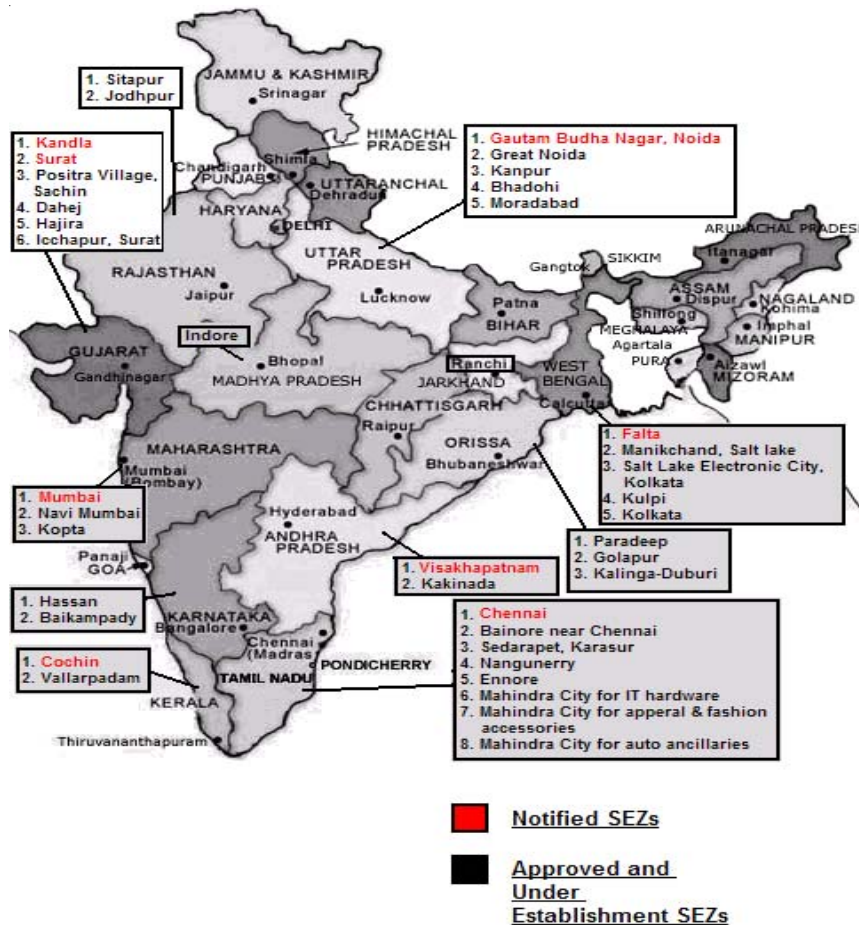 JAMMU & KASHMIR
Srinagar
1. Sitapur
2. Jodhpur
HIMACHAL
PRADESH
Shimla
Chandigarh
PUNJAB
UTTARANCHAL
Dehradun
1. Kandla
2. Surat
3. Positra Village,
Sachin
4. Dahej
5. Hajira
6. Icchapur, Surat
1. Gautam Budha Nagar, Noida
2. Great Noida
3. Kanpur
4. Bhadohi
5. Moradabad
HARYANA
DELHI
UTTAR
PRADESH
Lucknow
RAJASTHAN
Jaipur
ARUNACHAL PRADESH
Itanagar
SIKKIM
Gangtok
ASSAM
Dispur
NAGALAND
Kohima
Shillong
MEGHALAYA
Imphal
MANIPUR
Agartala
PURA
Aizawl
MIZORAM
Patna
BIHAR
Indore
Bhopal
MADHYA PRADESH
GUJARAT
Gandhinagar
Ranchi
JARKHAND
WEST
BENGAL
Calcutta
CHHATTISGARH
Raipur
ORISSA
Bhubaneshwar
MAHARASHTRA
Mumbai
(Bombay)
1. Falta
2. Manikchand, Salt lake
3. Salt Lake Electronic City,
Kolkata
4. Kulpi
5. Kolkata
1. Mumbai
2. Navi Mumbai
3. Kopta
Hyderabad
ANDHRA
PRADESH
1. Paradeep
2. Golapur
3. Kalinga-Duburi
Panaji
GOA
1. Visakhapatnam
2. Kakinada
1. Hassan
2. Baikampady
KARNATAKA
Bangalore
Chennai
(Madras)
PONDICHERRY
1. Chennai
2. Bainore near Chennai
3. Sedarapet, Karasur
4. Nangunerry
5. Ennore
6. Mahindra City for IT hardware
7. Mahindra City for apperal & fashion
accessories
8. Mahindra City for auto ancillaries
1. Cochin
2. Vallarpadam
TAMIL NADU
KERALA
Thiruvananthapuram
Notified SEZs
Approved and
Under
Establishment SEZs